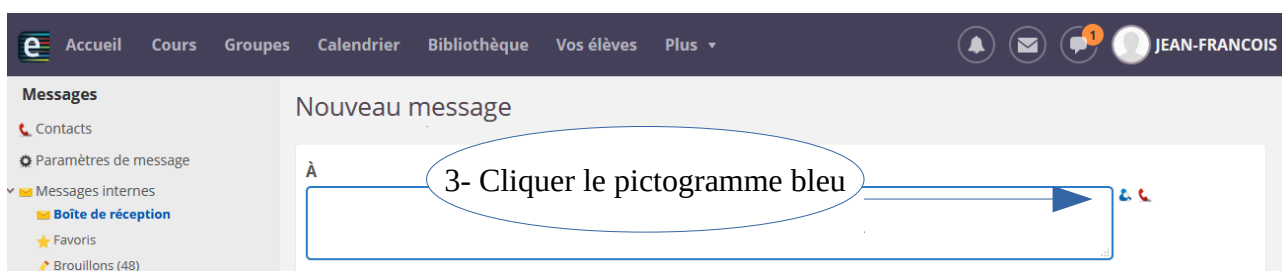 e Accueil Cours Groupes Calendrier Bibliothèque Vos élèves Plus 1 JEAN-FRANCOIS
Messages
Contacts
Paramètres de message
Messages internes
Boîte de réception
Favoris
Brouillons (48)
Nouveau message
À
3- Cliquer le pictogramme bleu